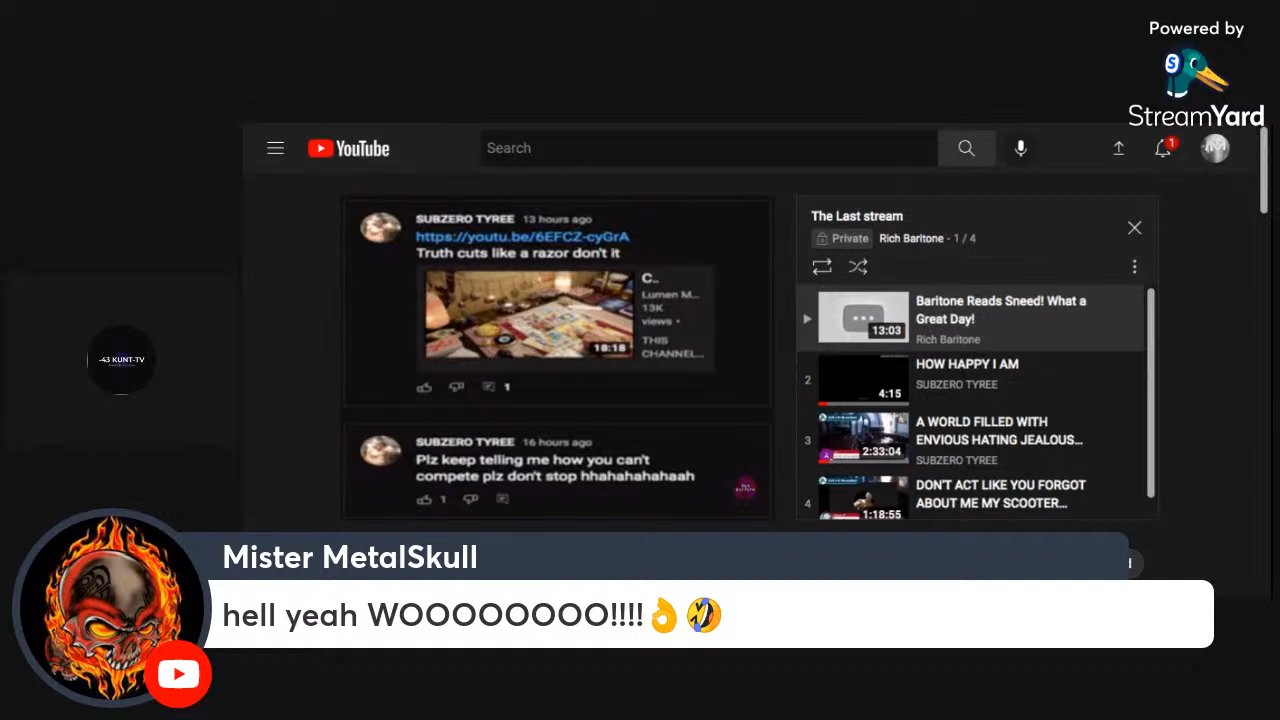 Powered by
StreamYard
YouTube
Search
1
SUBZERO TYREE 13 hours ago
https://youtu.be/6EFCZ-cyGrA
Truth cuts like a razor don't it
C..
Lumen M...
13K
views •
THIS
CHANNEL...
18:18
1
SUBZERO TYREE 16 hours ago
Plz keep telling me how you can't
compete plz don't stop hhahahahahaah
1
The Last stream
Private Rich Baritone - 1 / 4
Baritone Reads Sneed! What a
Great Day!
Rich Baritone
13:03
2
HOW HAPPY I AM
SUBZERO TYREE
4:15
3
A WORLD FILLED WITH
ENVIOUS HATING JEALOUS...
SUBZERO TYREE
2:33:04
4
DON'T ACT LIKE YOU FORGOT
ABOUT ME MY SCOOTER...
1:18:55
-43 KUNT-TV
Mister MetalSkull
hell yeah WOOOOOOOO!!!!👌🤣